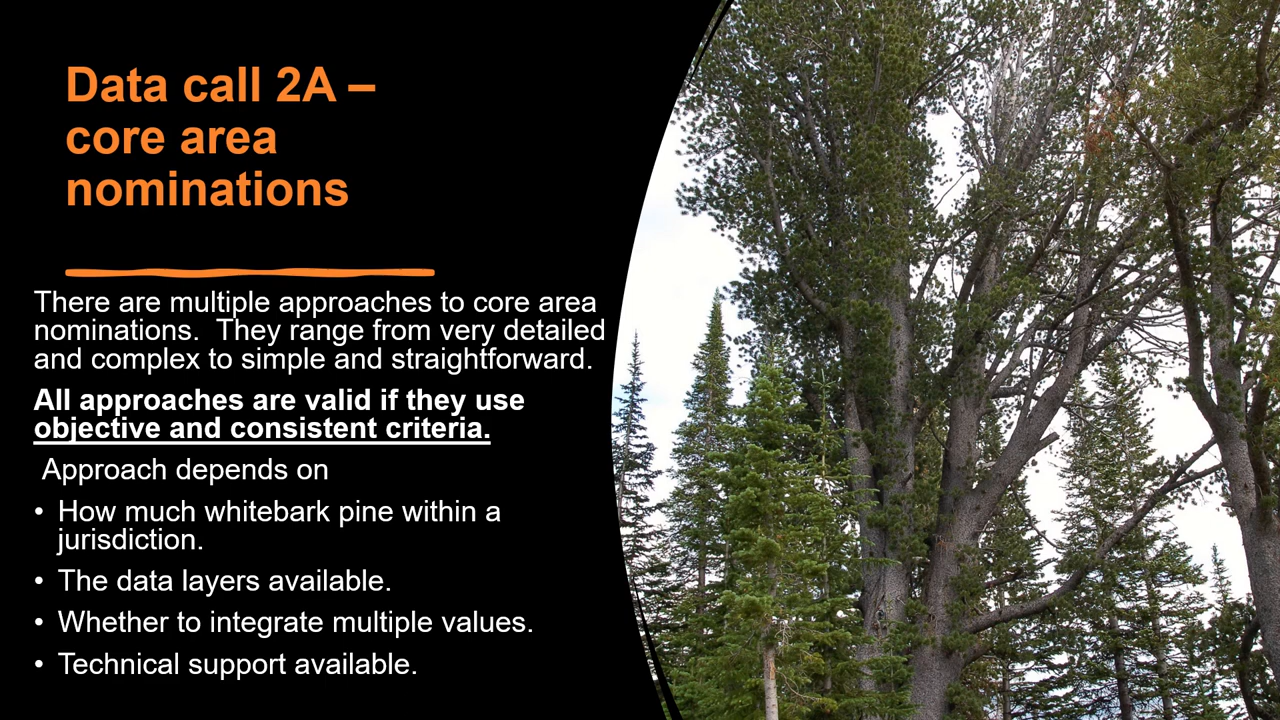 Data call 2A –
core area
nominations
There are multiple approaches to core area
nominations.  They range from very detailed
and complex to simple and straightforward.
All approaches are valid if they use
objective and consistent criteria.
Approach depends on
• How much whitebark pine within a
jurisdiction.
• The data layers available.
• Whether to integrate multiple values.
• Technical support available.